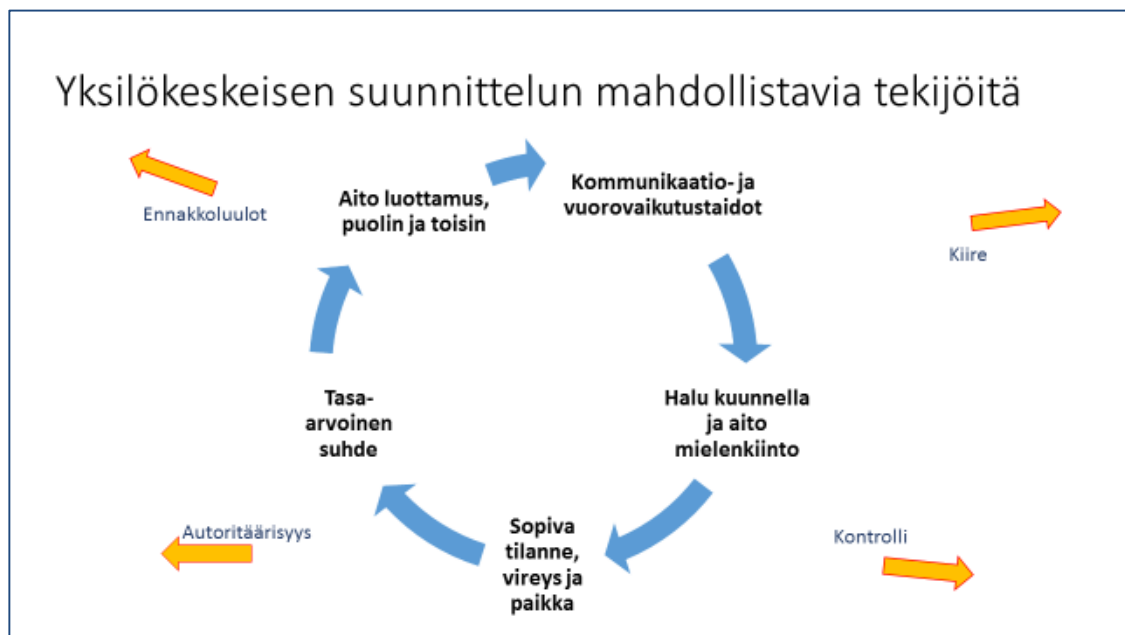 Yksilökeskeisen suunnittelun mahdollistavia tekijöitä
Ennakkoluulot
Aito luottamus,
puolin ja toisin
Kommunikaatio- ja
vuorovaikutustaidot
Kiire
Tasa-
arvoinen
suhde
Halu kuunnella
ja aito
mielenkiinto
Autoritäärisyys
Sopiva
tilanne,
vireys ja
paikka
Kontrolli